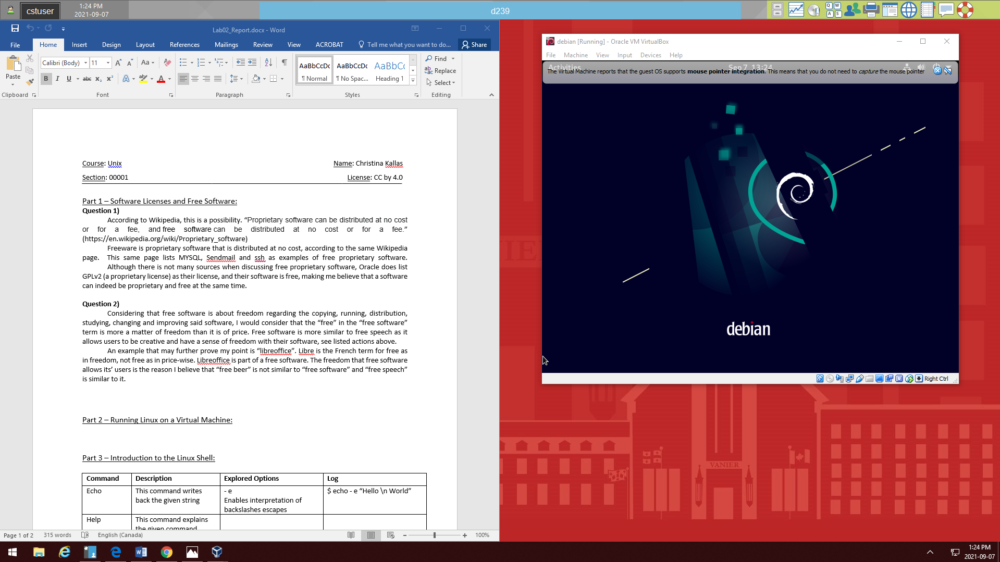 cstuser
1:24 PM
2021-09-07
d239
Q W
A S
Lab02_Report.docx - Word
File Home Insert Design Layout References Mailings Review View ACROBAT Tell me what you want to do... Share
Paste
Calibri (Body) 11
Aa
B I U abc x₂ x²
Find
Replace
Select
AaBbCcDc AaBbCcDc AaBbCc
¶ Normal ¶ No Spac... Heading 1
Clipboard Font Paragraph Styles Editing
Course: Unix Name: Christina Kallas
Section: 00001 License: CC by 4.0
Part 1 – Software Licenses and Free Software:
Question 1)
According to Wikipedia, this is a possibility. “Proprietary software can be distributed at no cost
or for a fee, and free software can be distributed at no cost or for a fee.”
(https://en.wikipedia.org/wiki/Proprietary_software)
Freeware is proprietary software that is distributed at no cost, according to the same Wikipedia
page. This same page lists MYSQL, Sendmail and ssh as examples of free proprietary software.
Although there is not many sources when discussing free proprietary software, Oracle does list
GPLv2 (a proprietary license) as their license, and their software is free, making me believe that a software
can indeed be proprietary and free at the same time.
Question 2)
Considering that free software is about freedom regarding the copying, running, distribution,
studying, changing and improving said software, I would consider that the “free” in the “free software”
term is more a matter of freedom than it is of price. Free software is more similar to free speech as it
allows users to be creative and have a sense of freedom with their software, see listed actions above.
An example that may further prove my point is “libreoffice”. Libre is the French term for free as
in freedom, not free as in price-wise. Libreoffice is part of a free software. The freedom that free software
allows its’ users is the reason I believe that “free beer” is not similar to “free software” and “free speech”
is similar to it.
Part 2 – Running Linux on a Virtual Machine:
Part 3 – Introduction to the Linux Shell:
Command Description Explored Options Log
Echo This command writes - e $ echo - e “Hello \n World”
back the given string Enables interpretation of
backslashes escapes
Help This command explains
the given command
Page 1 of 2 315 words English (Canada) 100%
debian [Running] - Oracle VM VirtualBox
File Machine View Input Devices Help
Activities Sep 7 13:24
The Virtual Machine reports that the guest OS supports mouse pointer integration. This means that you do not need to capture the mouse pointer
debian
Right Ctrl
VANIER
1:24 PM
2021-09-07